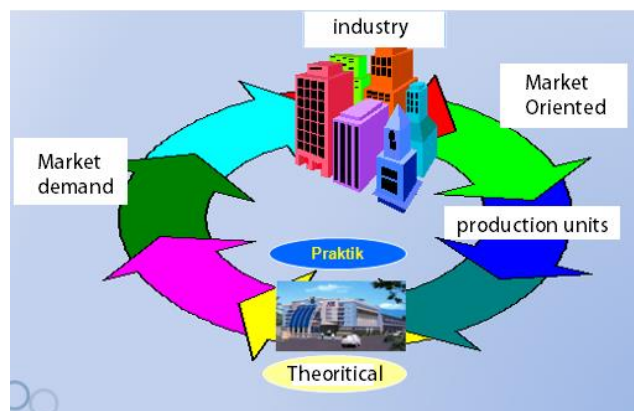 industry
Market
Oriented
Market
demand
production units
Praktik
Theoritical